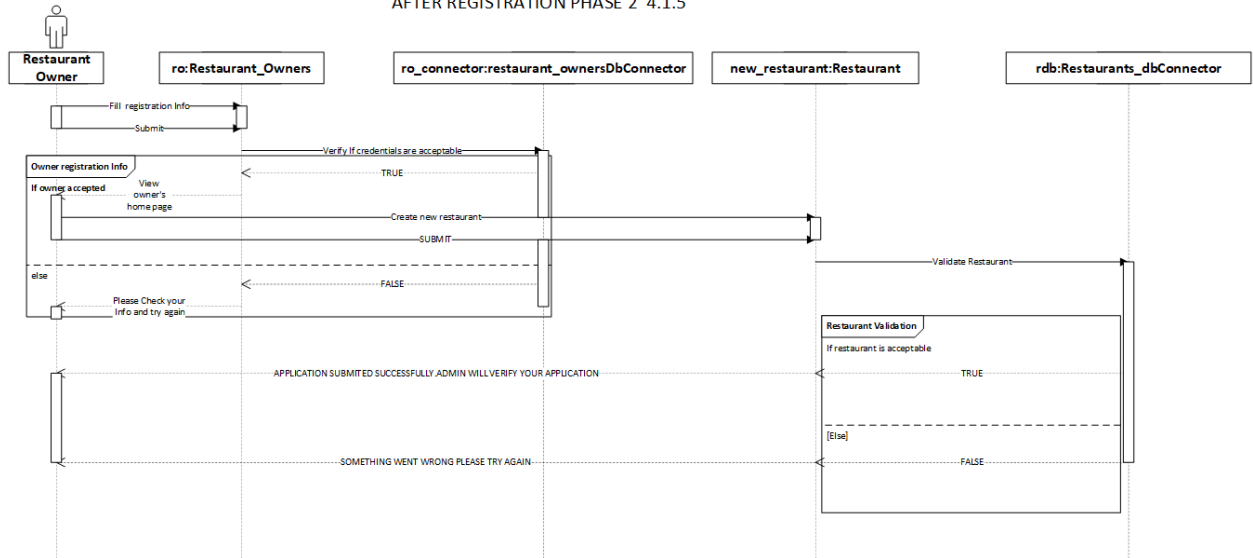 AFTER REGISTRATION PHASE 2 4.1.5
Restaurant
Owner
ro:Restaurant_Owners
ro_connector:restaurant_ownersDbConnector
new_restaurant:Restaurant
rdb:Restaurants_dbConnector
Fill registration Info
Submit
Verify If credentials are acceptable
Owner registration Info
TRUE
If owner accepted
View
owner's
home page
Create new restaurant
SUBMIT
Validate Restaurant
else
FALSE
Please Check your
Info and try again
Restaurant Validation
If restaurant is acceptable
APPLICATION SUBMITED SUCCESSFULLY.ADMIN WILL VERIFY YOUR APPLICATION
TRUE
[Else]
SOMETHING WENT WRONG PLEASE TRY AGAIN
FALSE